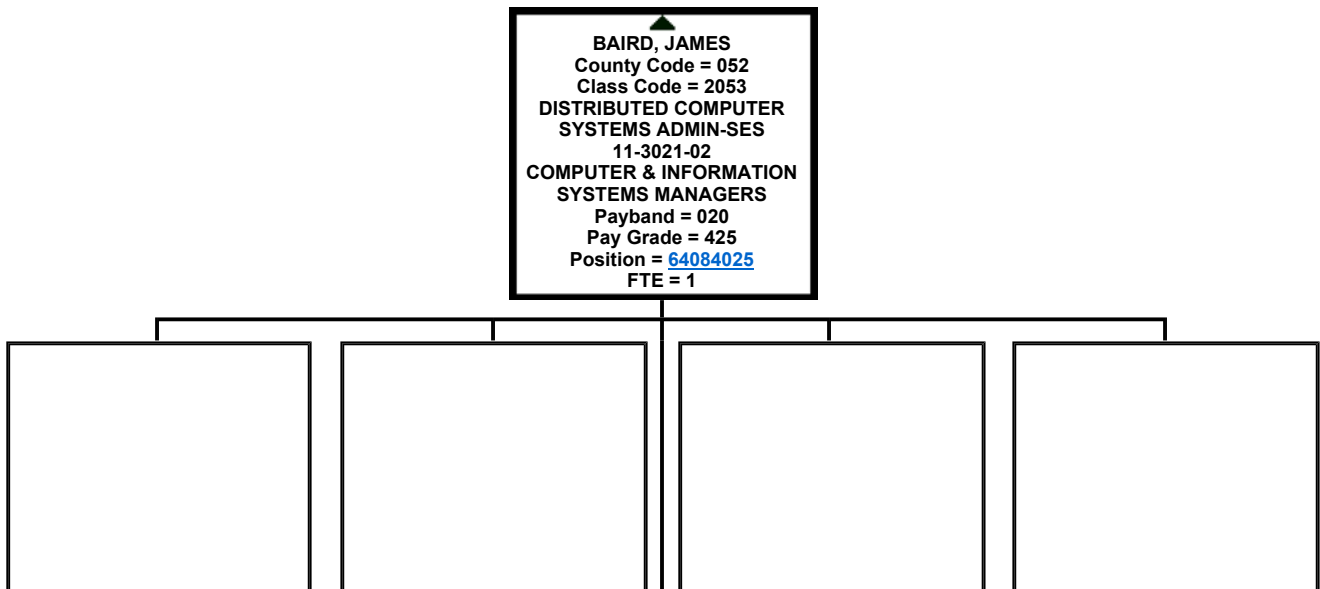 BAIRD, JAMES
County Code = 052
Class Code = 2053
DISTRIBUTED COMPUTER
SYSTEMS ADMIN-SES
11-3021-02
COMPUTER & INFORMATION
SYSTEMS MANAGERS
Payband = 020
Pay Grade = 425
Position = 64084025
FTE = 1